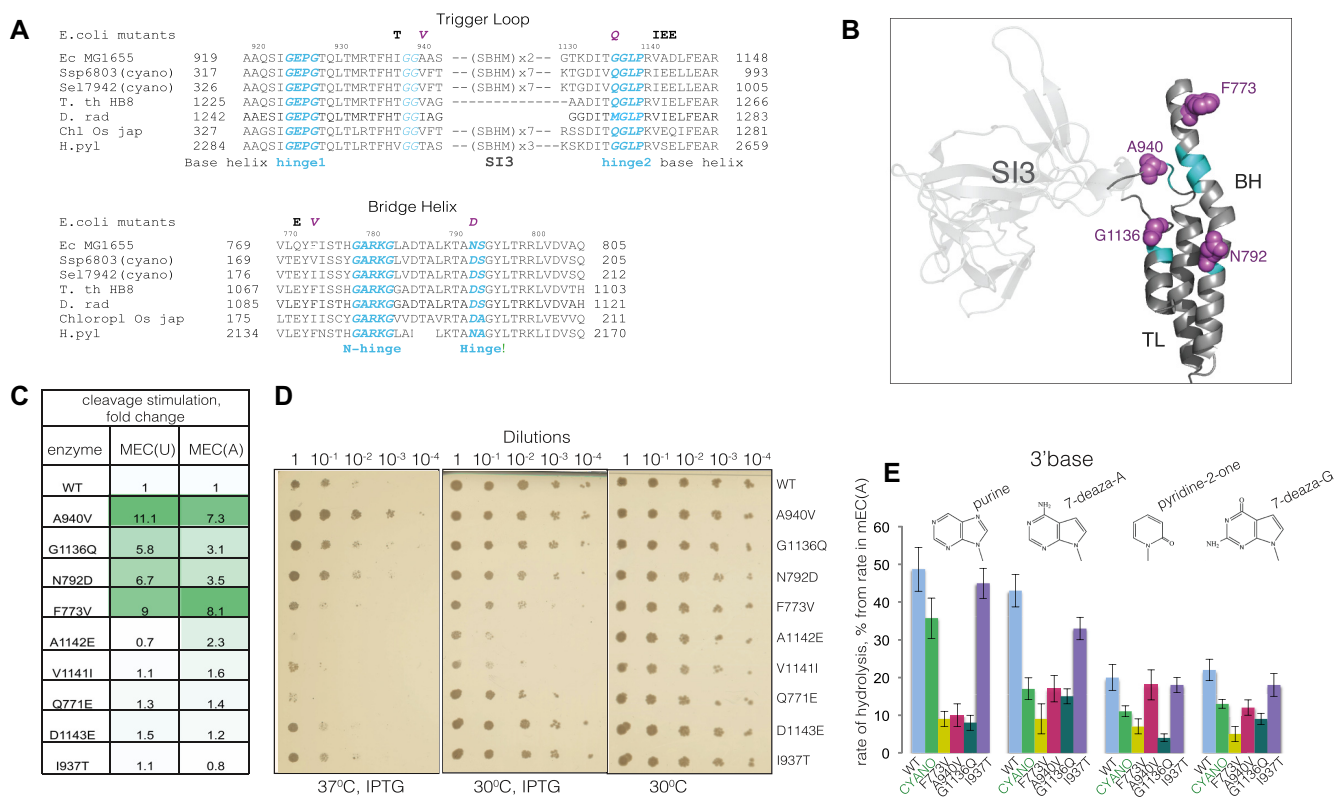 A
Trigger Loop
E.coli mutants T V Q IEE
920 930 940 1130 1140
Ec MG1655 919 AAQSIGEPGTQLTMRTFHIGGAAS --(SBHM)x2- GTKDITGGLPRVADLFEAR 1148
Ssp6803(cyano) 317 AAQSIGEPGTQLTMRTFHTGGVFT --(SBHM)x7-- KTGDIVQGLPRIEELFEAR 993
Sel7942(cyano) 326 AAQSIGEPGTQLTMRTFHTGGVFT --(SBHM)x7-- KTGDITQGLPRIEELFEAR 1005
T. th HB8 1225 AAQSIGEPGTQLTMRTFHTGGVAG -------------- AADITQGLPRVIELFEAR 1266
D. rad 1242 AAESIGEPGTQLTMRTFHTGGIAG GGDITMGLPRVIELFEAR 1283
Chl Os jap 327 AAGSIGEPGTQLTLRTFHTGGVFT --(SBHM)x7-- RSSDITQGLPKVEQIFEAR 1281
H.pyl 2284 AAQSIGEPGTQLTLRTFHVGGTAS --(SBHM)x3-- KSSDITGGLPRVSELFEAR 2659
Base helix hinge1 SI3 hinge2 base helix
Bridge Helix
E.coli mutants E V D
770 780 790 800
Ec MG1655 769 VLQYFISTHGARKGLADTALKTANSGYLTRRLVDVAQ 805
Ssp6803(cyano) 169 VTEYVISSYGARKGLVDTALRTADSGYLTRRLVDVSQ 205
Sel7942(cyano) 176 VTEYIISSYGARKGLVDTALRTADSGYLTRRLVDVSQ 212
T. th HB8 1067 VLEYFISTHGARKGGADTALRTADSGYLTRKLVDVTH 1103
D. rad 1085 VLEYFISTHGARKGGADTALRTADSGYLTRKLVDVAH 1121
Chloropl Os jap 175 LTEYIISCYGARKGVVDTAVRTADAGYLTRRLVEVVQ 211
H.pyl 2134 VLEYFNSTHGARKGLAI LKTANAGYLTRKLIDVSQ 2170
N-hinge Hinge!
B
F773
A940
SI3
BH
G1136
N792
TL
C
cleavage stimulation,
fold change
enzyme MEC(U) MEC(A)
WT 1 1
A940V 11.1 7.3
G1136Q 5.8 3.1
N792D 6.7 3.5
F773V 9 8.1
A1142E 0.7 2.3
V1141I 1.1 1.6
Q771E 1.3 1.4
D1143E 1.5 1.2
I937T 1.1 0.8
D
Dilutions
1 10-1 10-2 10-3 10-4 1 10-1 10-2 10-3 10-4 1 10-1 10-2 10-3 10-4
WT
A940V
G1136Q
N792D
F773V
A1142E
V1141I
Q771E
D1143E
I937T
37⁰C, IPTG 30⁰C, IPTG 30⁰C
E
3'base
purine 7-deaza-A pyridine-2-one 7-deaza-G
N N N N
NH₂ N N N
N O
O N NH₂ N N
rate of hydrolysis, % from rate in mEC(A)
60
50
40
30
20
10
0
WT CYANO F773V A940V G1136Q I937T
WT CYANO F773V A940V G1136Q I937T
WT CYANO F773V A940V G1136Q I937T
WT CYANO F773V A940V G1136Q I937T